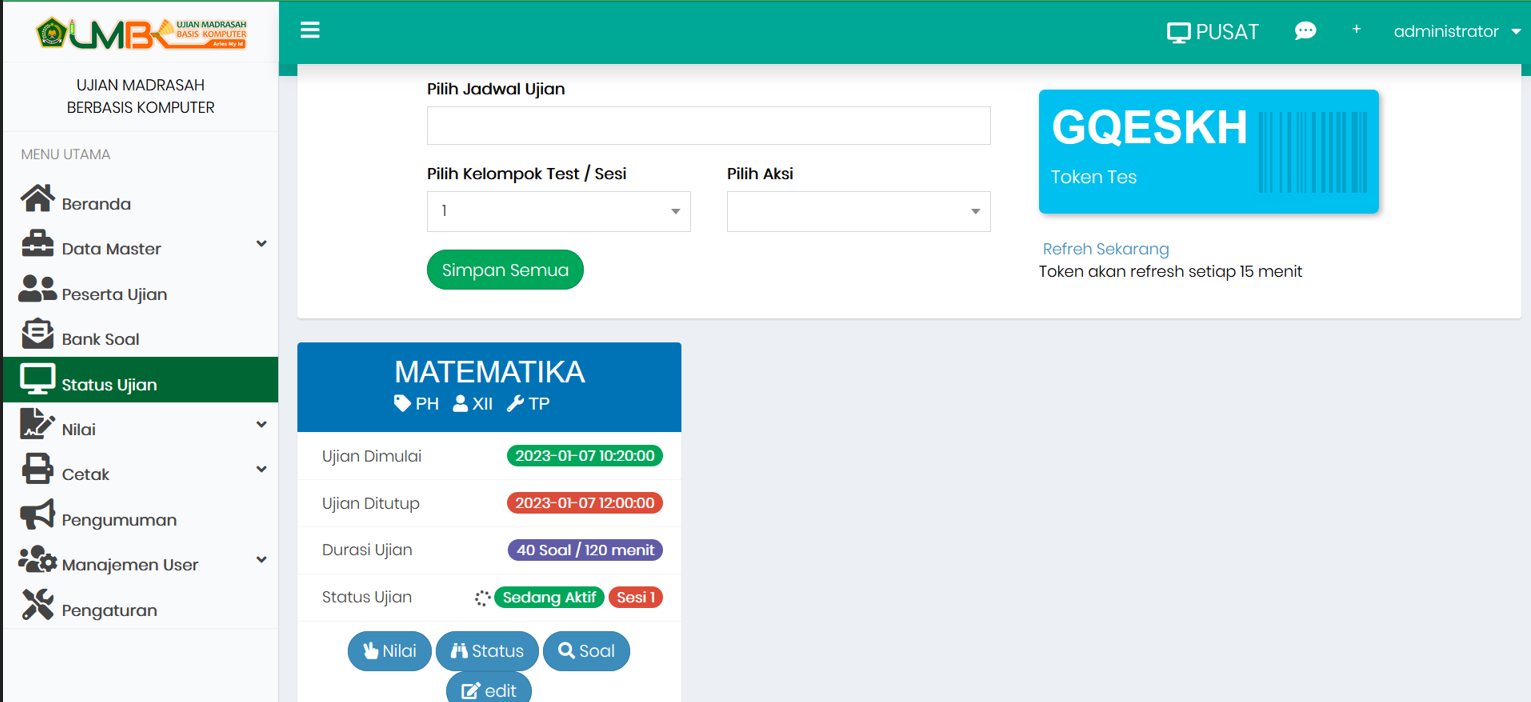 UMBK UJIAN MADRASAH
BASIS KOMPUTER
Aries My Id
UJIAN MADRASAH
BERBASIS KOMPUTER
MENU UTAMA
Beranda
Data Master
Peserta Ujian
Bank Soal
Status Ujian
Nilai
Cetak
Pengumuman
Manajemen User
Pengaturan
PUSAT + administrator
Pilih Jadwal Ujian
Pilih Kelompok Test / Sesi Pilih Aksi
1
Simpan Semua
GQESKH
Token Tes
Refreh Sekarang
Token akan refresh setiap 15 menit
MATEMATIKA
PH XII TP
Ujian Dimulai 2023-01-07 10:20:00
Ujian Ditutup 2023-01-07 12:00:00
Durasi Ujian 40 Soal / 120 menit
Status Ujian Sedang Aktif Sesi 1
Nilai Status Soal
edit